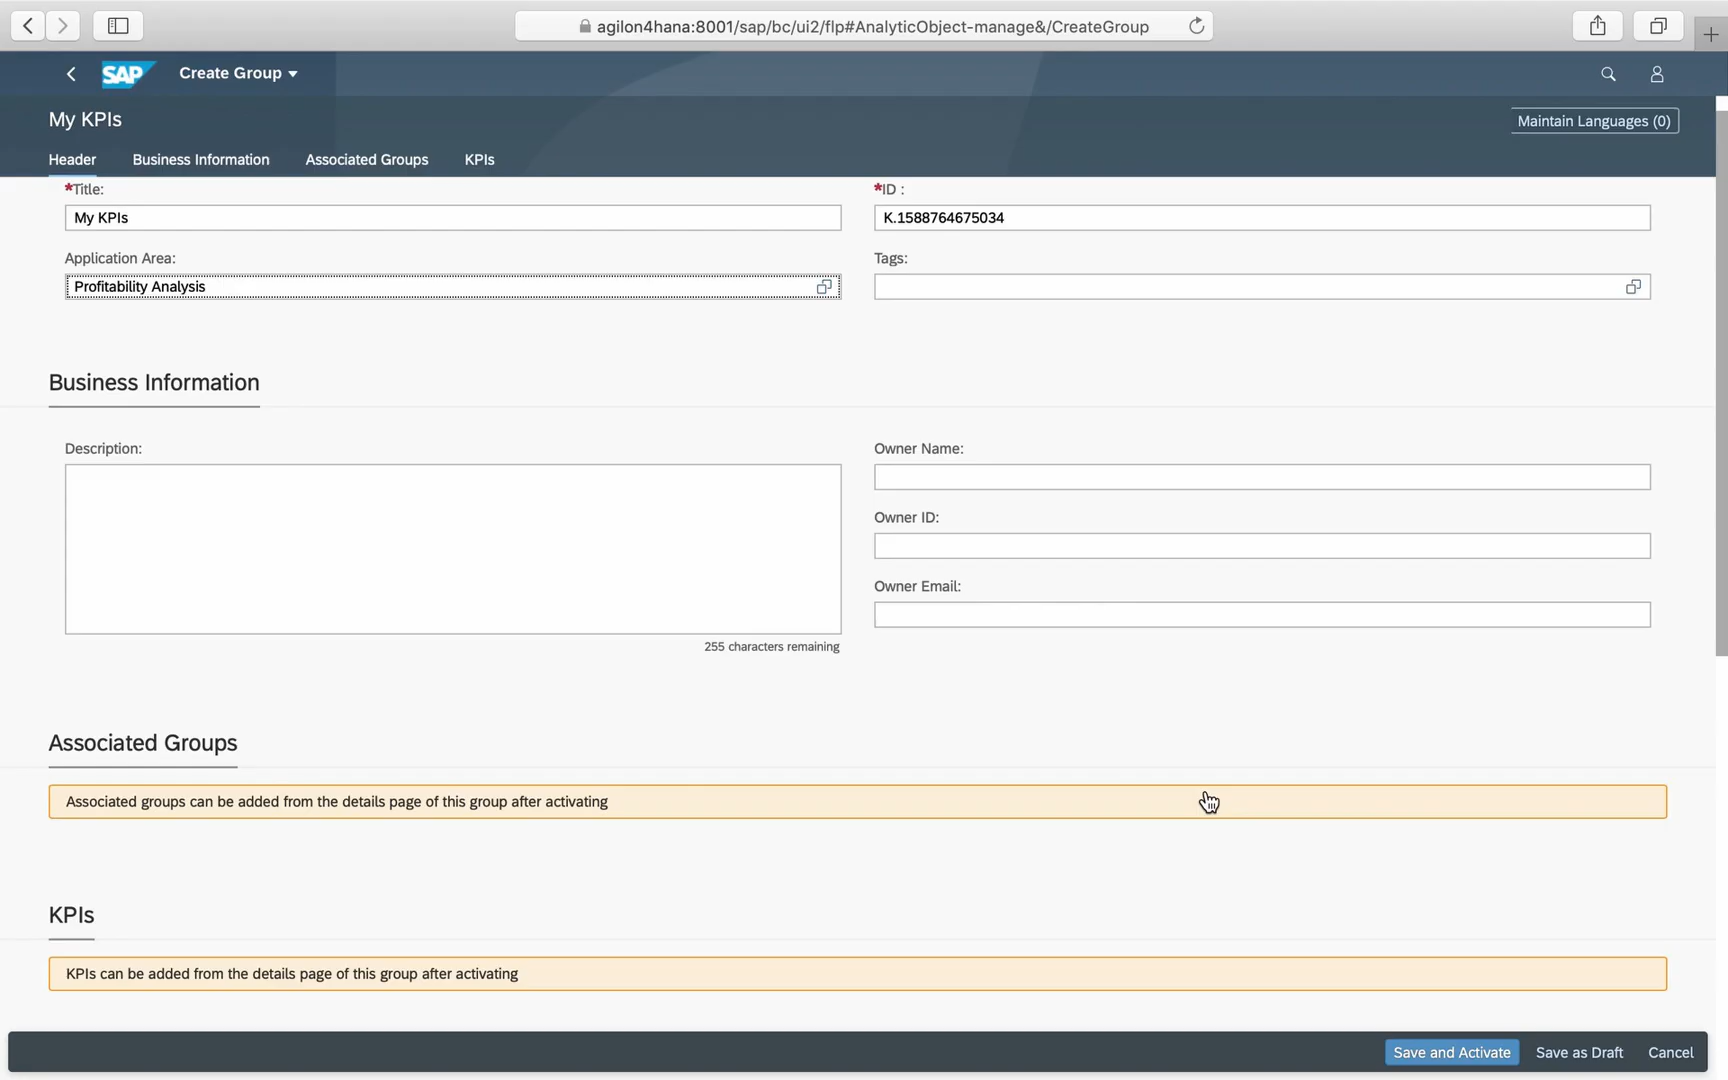 agilon4hana:8001/sap/bc/ui2/flp#AnalyticObject-manage&/CreateGroup
SAP Create Group
My KPIs
Maintain Languages (0)
Header Business Information Associated Groups KPIs
*Title:
My KPIs
*ID :
K.1588764675034
Application Area:
Profitability Analysis
Tags:
Business Information
Description:
255 characters remaining
Owner Name:
Owner ID:
Owner Email:
Associated Groups
Associated groups can be added from the details page of this group after activating
KPIs
KPIs can be added from the details page of this group after activating
Save and Activate Save as Draft Cancel